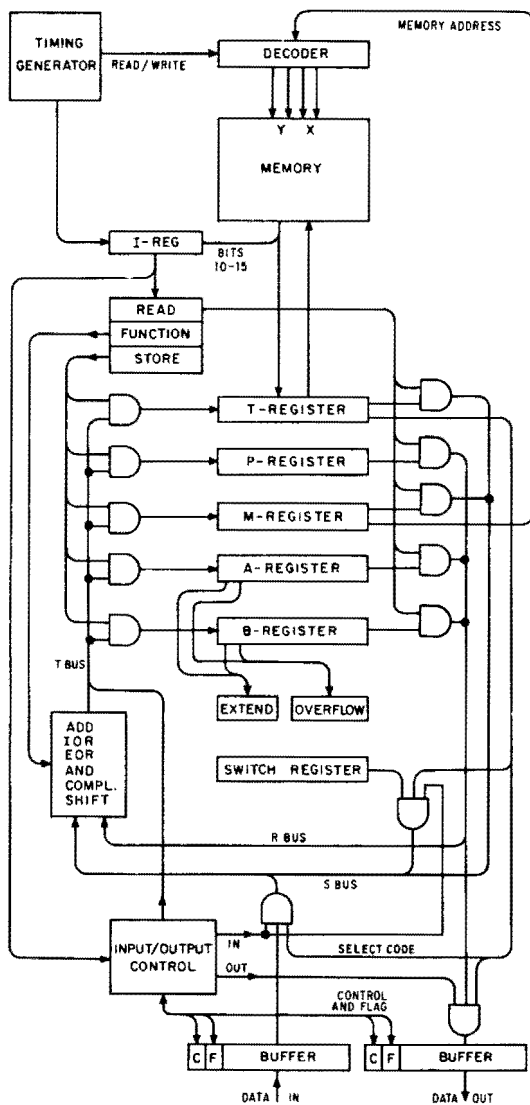 TIMING
GENERATOR
MEMORY ADDRESS
READ/WRITE
DECODER
Y X
MEMORY
I-REG
BITS
10-15
READ
FUNCTION
STORE
T-REGISTER
P-REGISTER
M-REGISTER
A-REGISTER
B-REGISTER
T BUS
EXTEND
OVERFLOW
ADD
IOR
EOR
AND
COMPL.
SHIFT
SWITCH REGISTER
R BUS
S BUS
INPUT/OUTPUT
CONTROL
IN
SELECT CODE
OUT
CONTROL
AND FLAG
C F BUFFER
C F BUFFER
DATA IN
DATA OUT